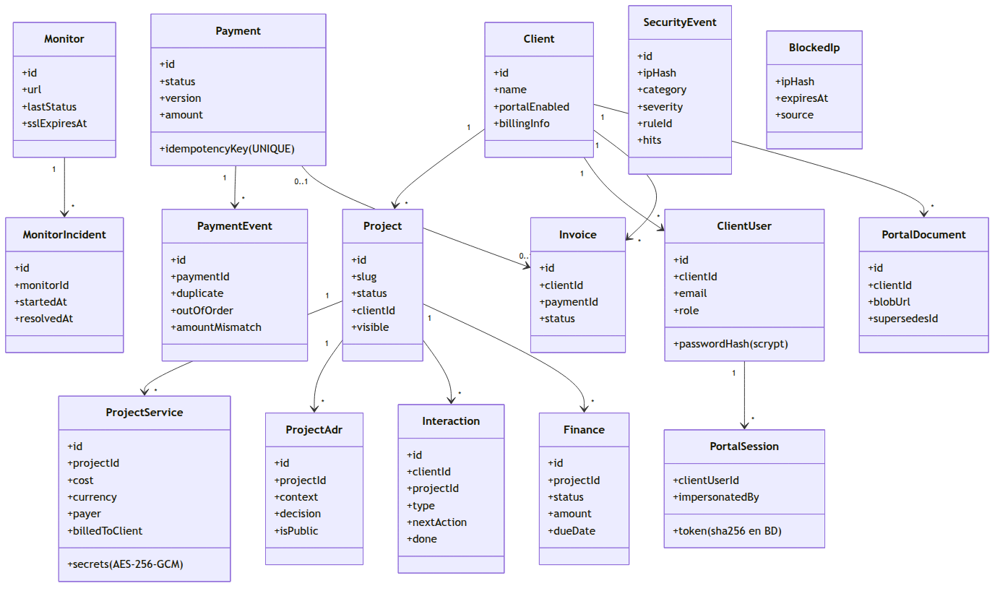 Monitor
+id
+url
+lastStatus
+sslExpiresAt
Payment
+id
+status
+version
+amount
+idempotencyKey(UNIQUE)
Client
+id
+name
+portalEnabled
+billingInfo
SecurityEvent
+id
+ipHash
+category
+severity
+ruleId
+hits
BlockedIp
+ipHash
+expiresAt
+source
1
*
1
*
0..1
0..
1
*
1
*
1
*
1
*
MonitorIncident
+id
+monitorId
+startedAt
+resolvedAt
PaymentEvent
+id
+paymentId
+duplicate
+outOfOrder
+amountMismatch
Project
+id
+slug
+status
+clientId
+visible
Invoice
+id
+clientId
+paymentId
+status
ClientUser
+id
+clientId
+email
+role
+passwordHash(scrypt)
PortalDocument
+id
+clientId
+blobUrl
+supersedesId
1
*
1
*
*
1
*
1
*
ProjectService
+id
+projectId
+cost
+currency
+payer
+billedToClient
+secrets(AES-256-GCM)
ProjectAdr
+id
+projectId
+context
+decision
+isPublic
Interaction
+id
+clientId
+projectId
+type
+nextAction
+done
Finance
+id
+projectId
+status
+amount
+dueDate
PortalSession
+clientUserId
+impersonatedBy
+token(sha256 en BD)